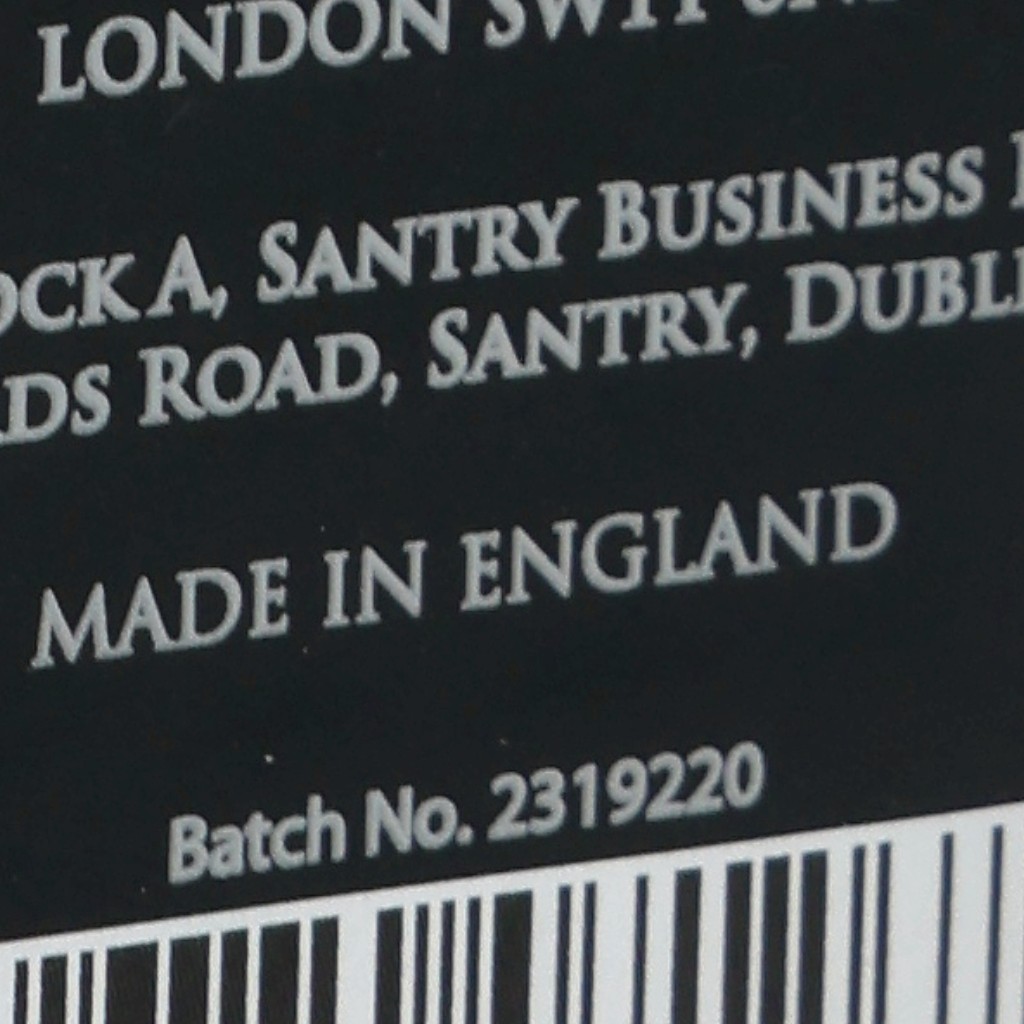 LONDON
OCK A, SANTRY BUSINESS
DS ROAD, SANTRY, DUBL
MADE IN ENGLAND
Batch No. 2319220